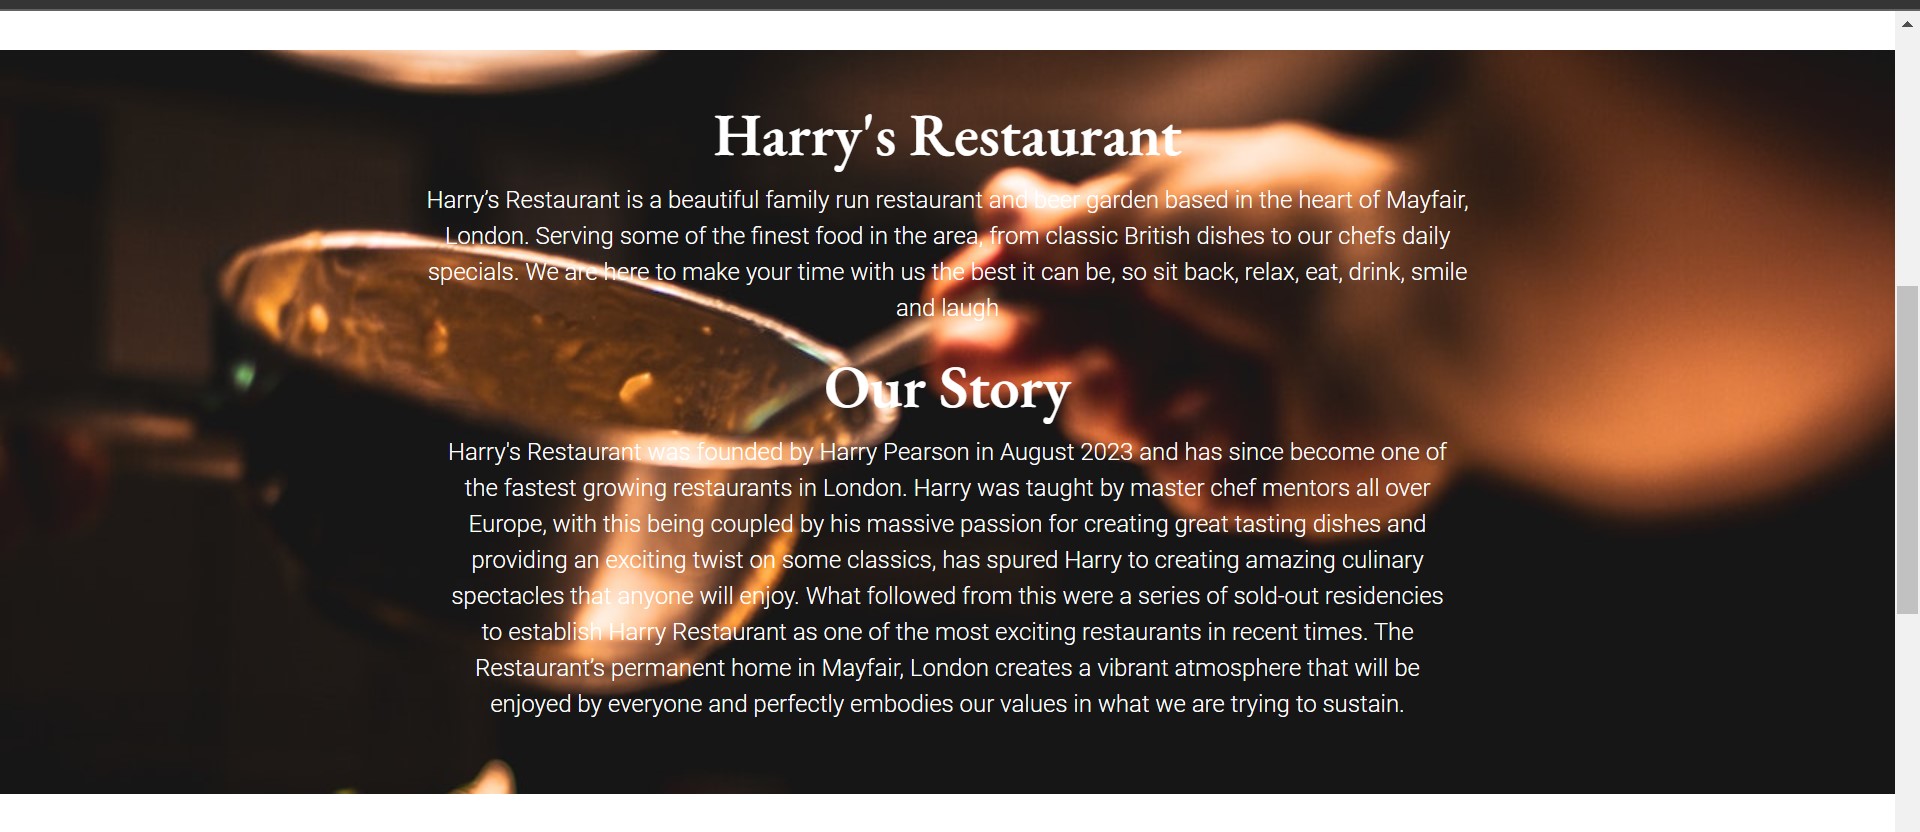 Harry's Restaurant
Harry’s Restaurant is a beautiful family run restaurant and beer garden based in the heart of Mayfair,
London. Serving some of the finest food in the area, from classic British dishes to our chefs daily
specials. We are here to make your time with us the best it can be, so sit back, relax, eat, drink, smile
and laugh
Our Story
Harry's Restaurant was founded by Harry Pearson in August 2023 and has since become one of
the fastest growing restaurants in London. Harry was taught by master chef mentors all over
Europe, with this being coupled by his massive passion for creating great tasting dishes and
providing an exciting twist on some classics, has spured Harry to creating amazing culinary
spectacles that anyone will enjoy. What followed from this were a series of sold-out residencies
to establish Harry Restaurant as one of the most exciting restaurants in recent times. The
Restaurant’s permanent home in Mayfair, London creates a vibrant atmosphere that will be
enjoyed by everyone and perfectly embodies our values in what we are trying to sustain.